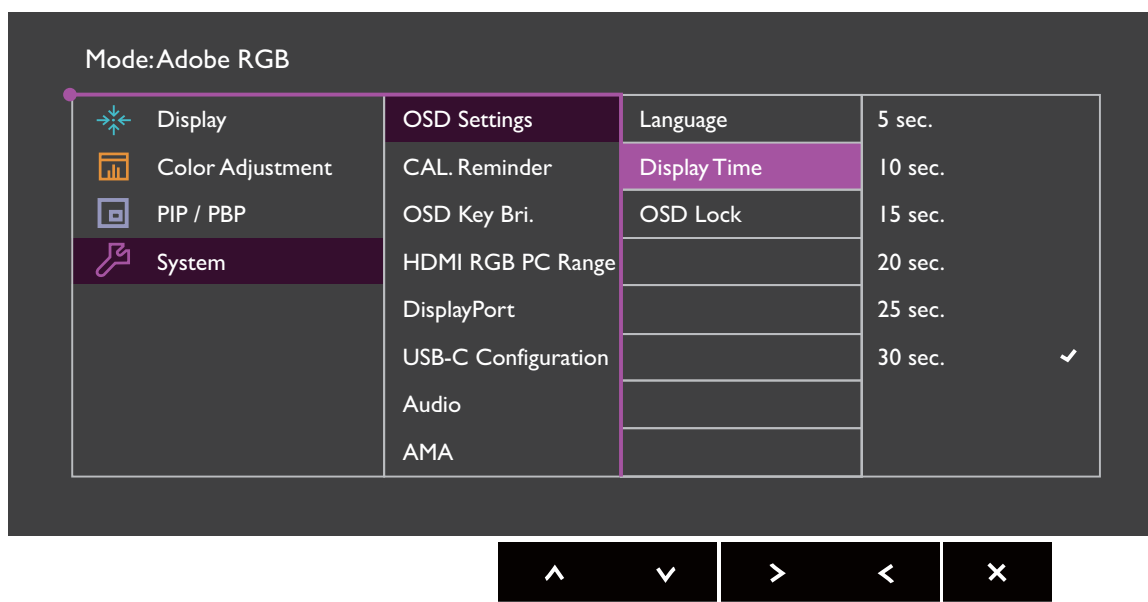 Mode: Adobe RGB
Display
Color Adjustment
PIP / PBP
System
OSD Settings
CAL. Reminder
OSD Key Bri.
HDMI RGB PC Range
DisplayPort
USB-C Configuration
Audio
AMA
Language
Display Time
OSD Lock
5 sec.
10 sec.
15 sec.
20 sec.
25 sec.
30 sec.